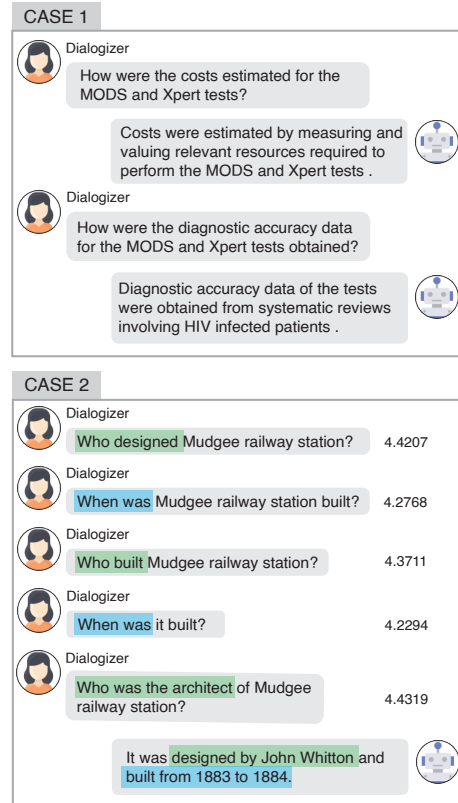 CASE 1
Dialogizer
How were the costs estimated for the
MODS and Xpert tests?
Costs were estimated by measuring and
valuing relevant resources required to
perform the MODS and Xpert tests .
Dialogizer
How were the diagnostic accuracy data
for the MODS and Xpert tests obtained?
Diagnostic accuracy data of the tests
were obtained from systematic reviews
involving HIV infected patients .
CASE 2
Dialogizer
Who designed Mudgee railway station? 4.4207
Dialogizer
When was Mudgee railway station built? 4.2768
Dialogizer
Who built Mudgee railway station? 4.3711
Dialogizer
When was it built? 4.2294
Dialogizer
Who was the architect of Mudgee
railway station? 4.4319
It was designed by John Whitton and
built from 1883 to 1884.